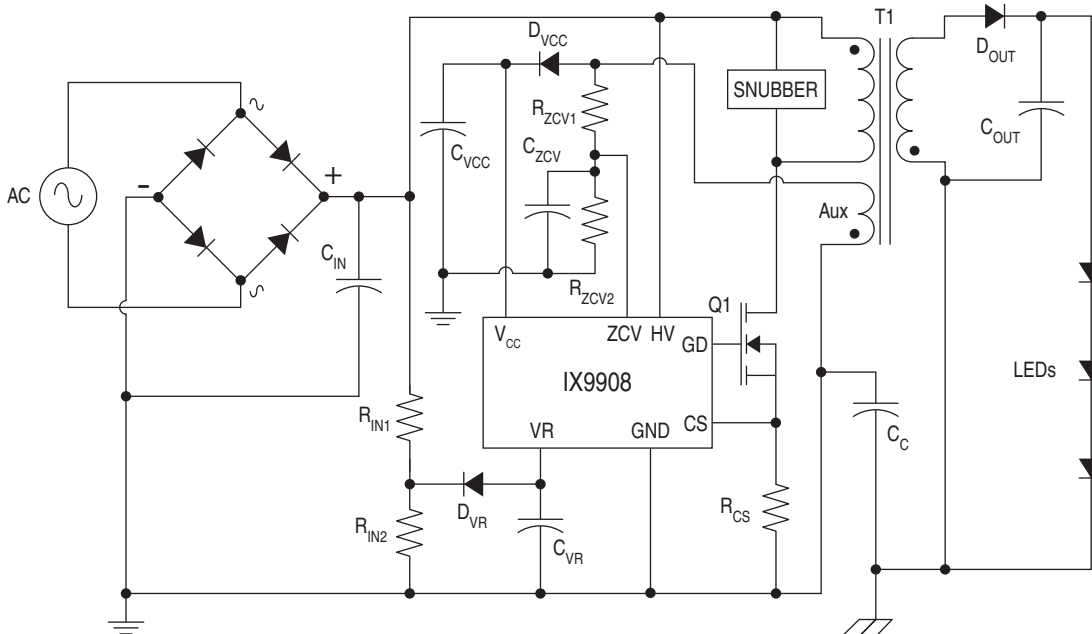 T1
D_VCC
D_OUT
SNUBBER
R_ZCV1
C_VCC
C_ZCV
C_OUT
AC
-
+
Aux
C_IN
R_ZCV2
Q1
V_CC
ZCV
HV
GD
IX9908
LEDs
R_IN1
CS
C_C
VR
GND
D_VR
R_CS
R_IN2
C_VR